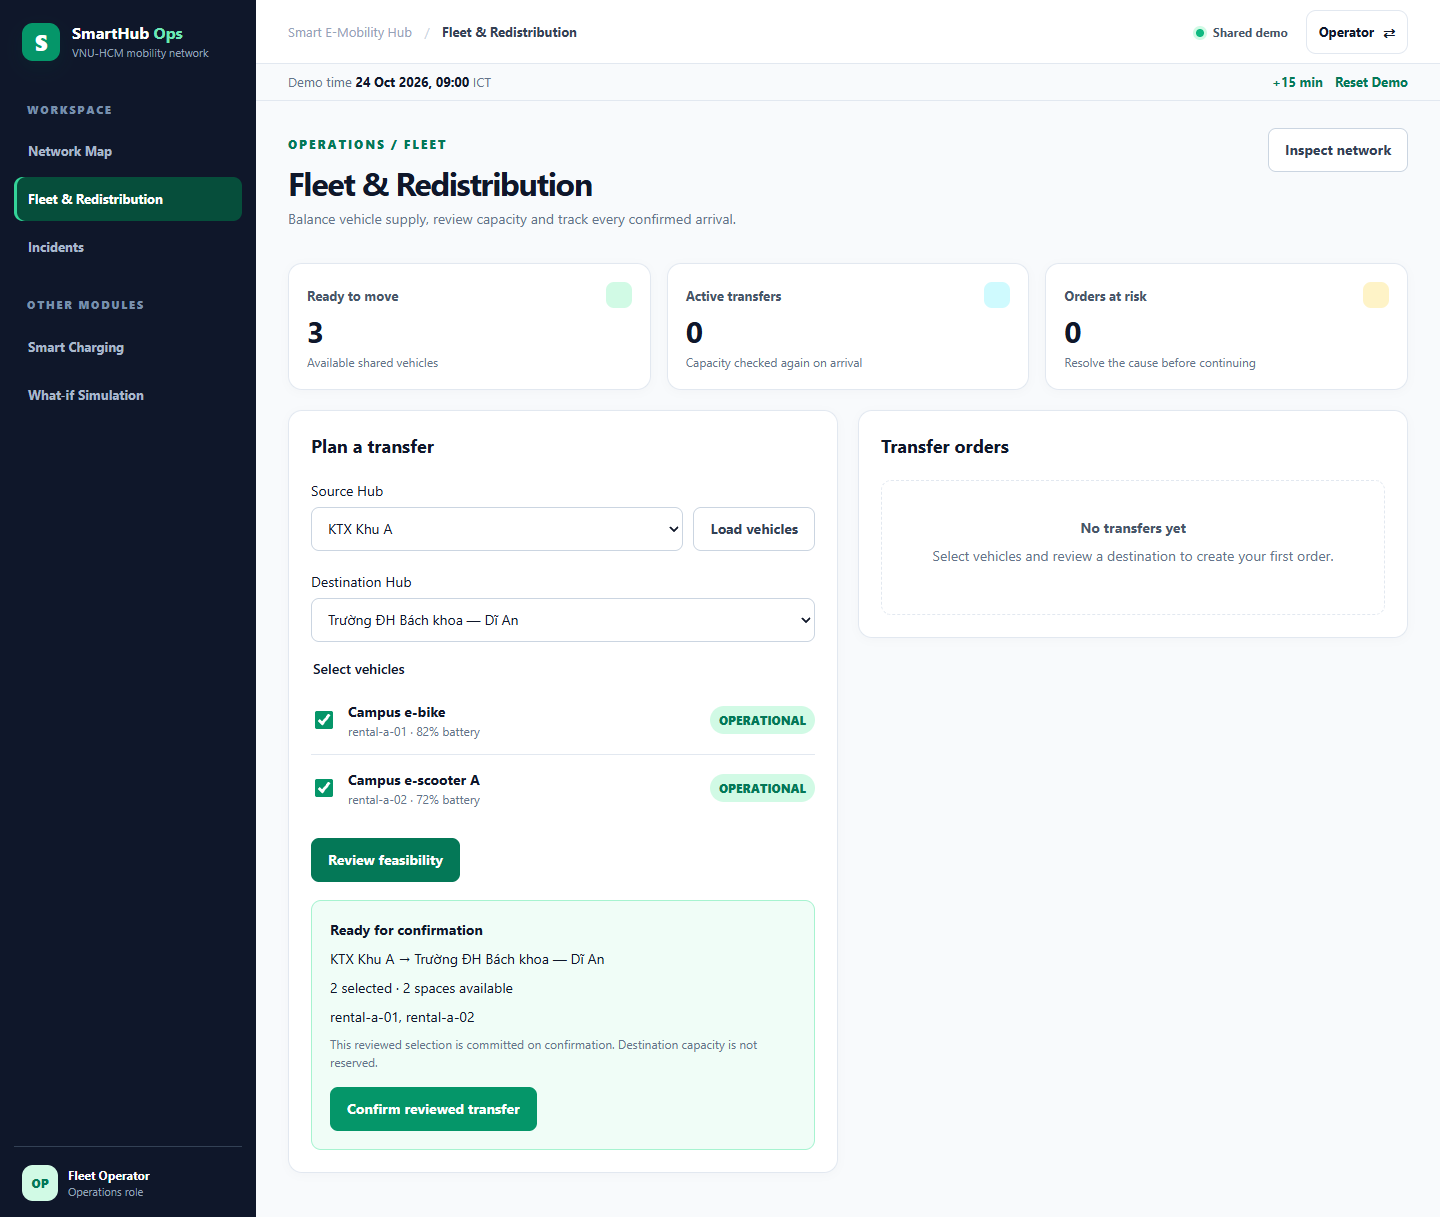 S
SmartHub Ops
VNU-HCM mobility network
WORKSPACE
Network Map
Fleet & Redistribution
Incidents
OTHER MODULES
Smart Charging
What-if Simulation
OP
Fleet Operator
Operations role
Smart E-Mobility Hub / Fleet & Redistribution
Shared demo
Operator ⇄
Demo time 24 Oct 2026, 09:00 ICT
+15 min
Reset Demo
OPERATIONS / FLEET
Fleet & Redistribution
Balance vehicle supply, review capacity and track every confirmed arrival.
Inspect network
Ready to move
3
Available shared vehicles
Active transfers
0
Capacity checked again on arrival
Orders at risk
0
Resolve the cause before continuing
Plan a transfer
Source Hub
KTX Khu A
Load vehicles
Destination Hub
Trường ĐH Bách khoa — Dĩ An
Select vehicles
Campus e-bike
rental-a-01 · 82% battery
OPERATIONAL
Campus e-scooter A
rental-a-02 · 72% battery
OPERATIONAL
Review feasibility
Ready for confirmation
KTX Khu A → Trường ĐH Bách khoa — Dĩ An
2 selected · 2 spaces available
rental-a-01, rental-a-02
This reviewed selection is committed on confirmation. Destination capacity is not
reserved.
Confirm reviewed transfer
Transfer orders
No transfers yet
Select vehicles and review a destination to create your first order.